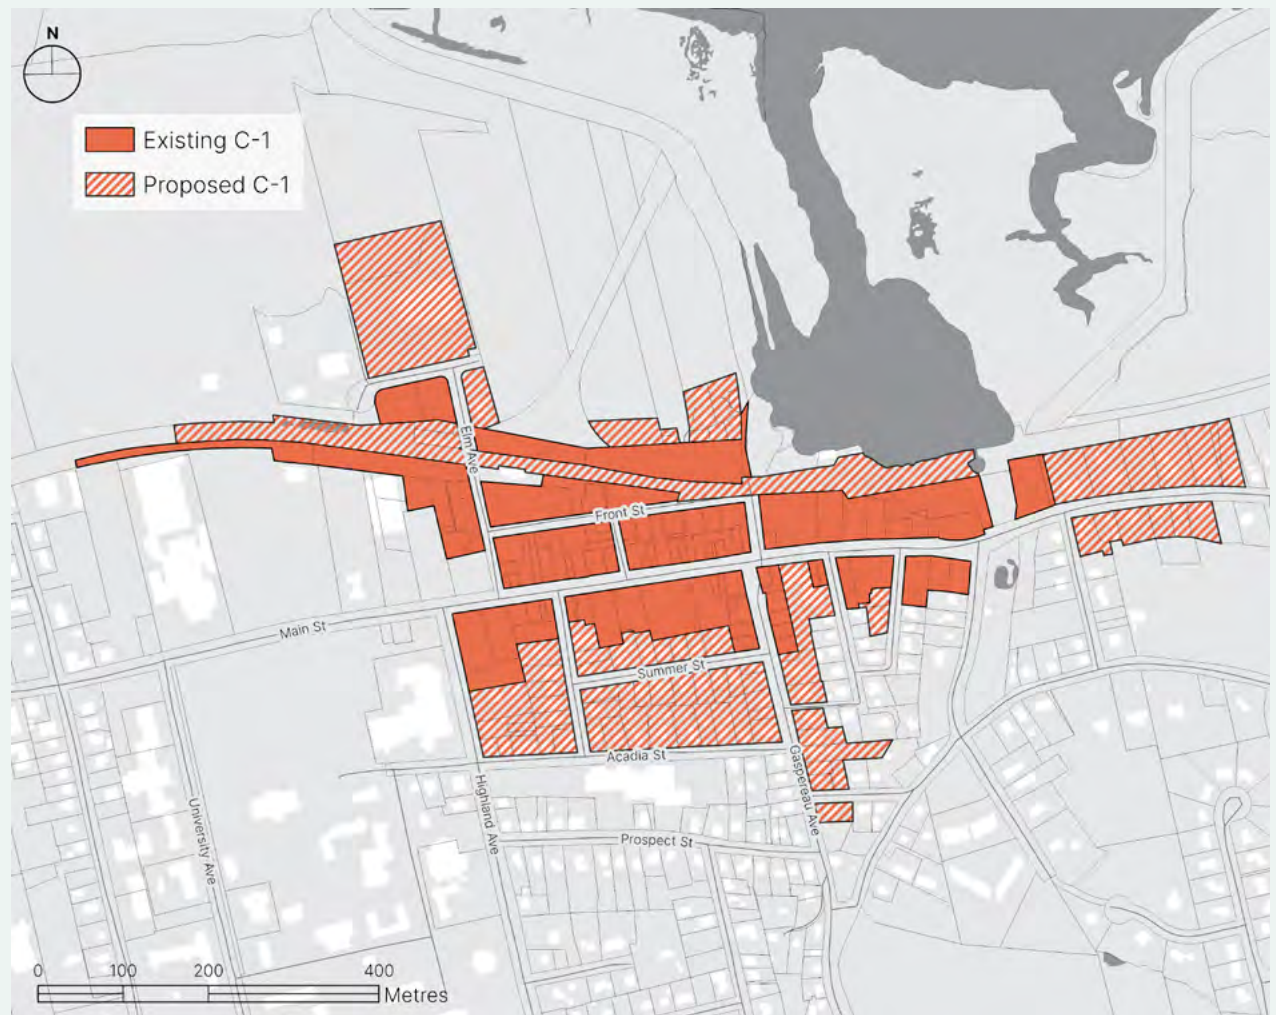 N
Existing C-1
Proposed C-1
Elm Ave
Front St
Main St
Summer St
Acadia St
Gaspereau Ave
Highland Ave
University Ave
Prospect St
0 100 200 400
Metres